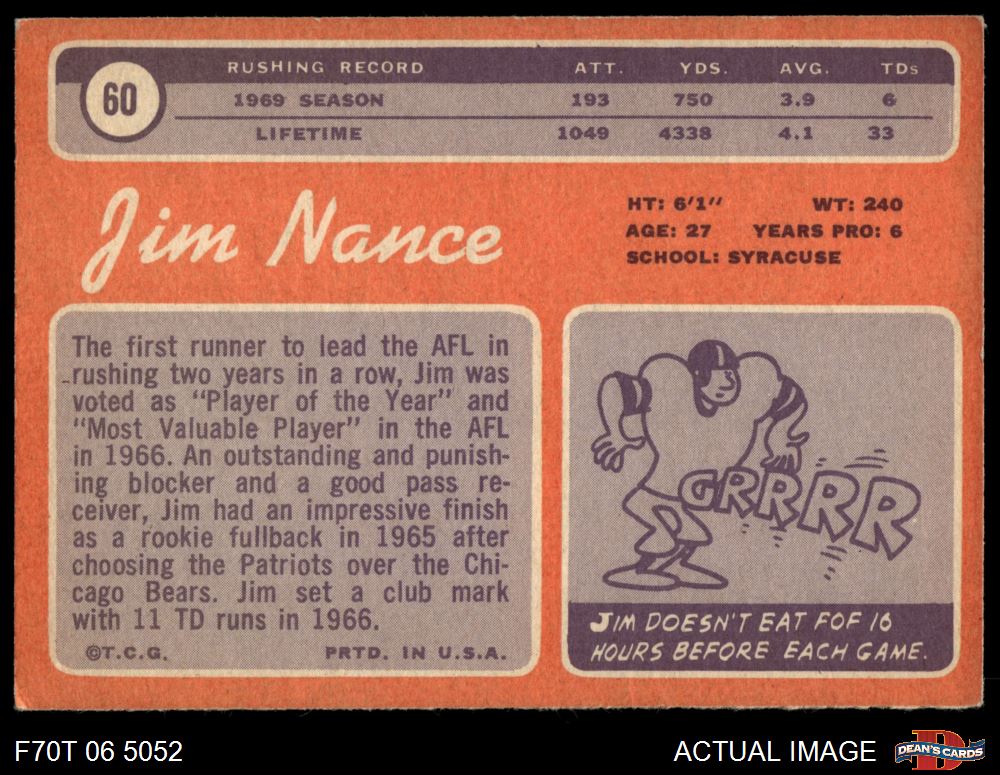 60
RUSHING RECORD ATT. YDS. AVG. TDs
1969 SEASON 193 750 3.9 6
LIFETIME 1049 4338 4.1 33
Jim Nance
HT: 6'1" WT: 240
AGE: 27 YEARS PRO: 6
SCHOOL: SYRACUSE
The first runner to lead the AFL in
rushing two years in a row, Jim was
voted as "Player of the Year" and
"Most Valuable Player" in the AFL
in 1966. An outstanding and punish-
ing blocker and a good pass re-
ceiver, Jim had an impressive finish
as a rookie fullback in 1965 after
choosing the Patriots over the Chi-
cago Bears. Jim set a club mark
with 11 TD runs in 1966.
©T.C.G. PRTD. IN U.S.A.
GRRRR
JIM DOESN'T EAT FOF 16
HOURS BEFORE EACH GAME.
F70T 06 5052
ACTUAL IMAGE
D
DEAN'S CARDS